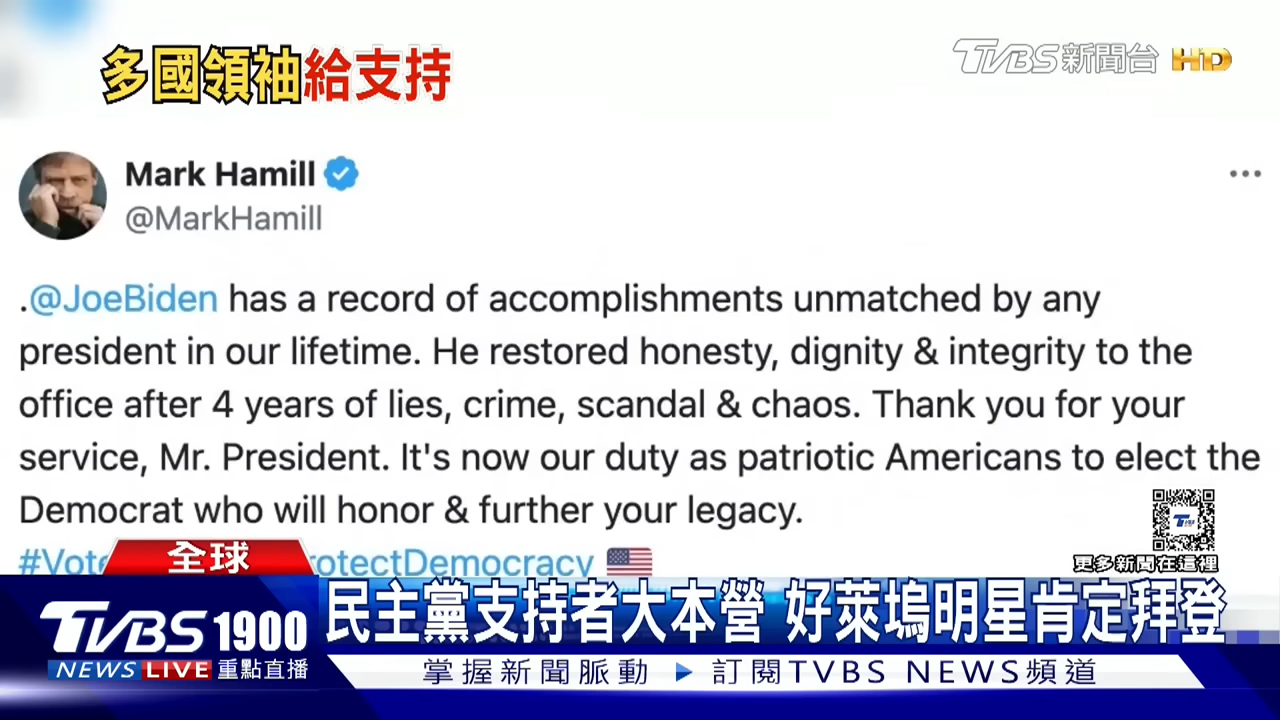 多國領袖給支持
TVBS新聞台 HD
Mark Hamill
@MarkHamill
.@JoeBiden has a record of accomplishments unmatched by any
president in our lifetime. He restored honesty, dignity & integrity to the
office after 4 years of lies, crime, scandal & chaos. Thank you for your
service, Mr. President. It's now our duty as patriotic Americans to elect the
Democrat who will honor & further your legacy.
更多新聞在這裡
全球
民主黨支持者大本營 好萊塢明星肯定拜登
TVBS 1900
NEWS LIVE 重點直播
掌握新聞脈動 ▶ 訂閱TVBS NEWS頻道